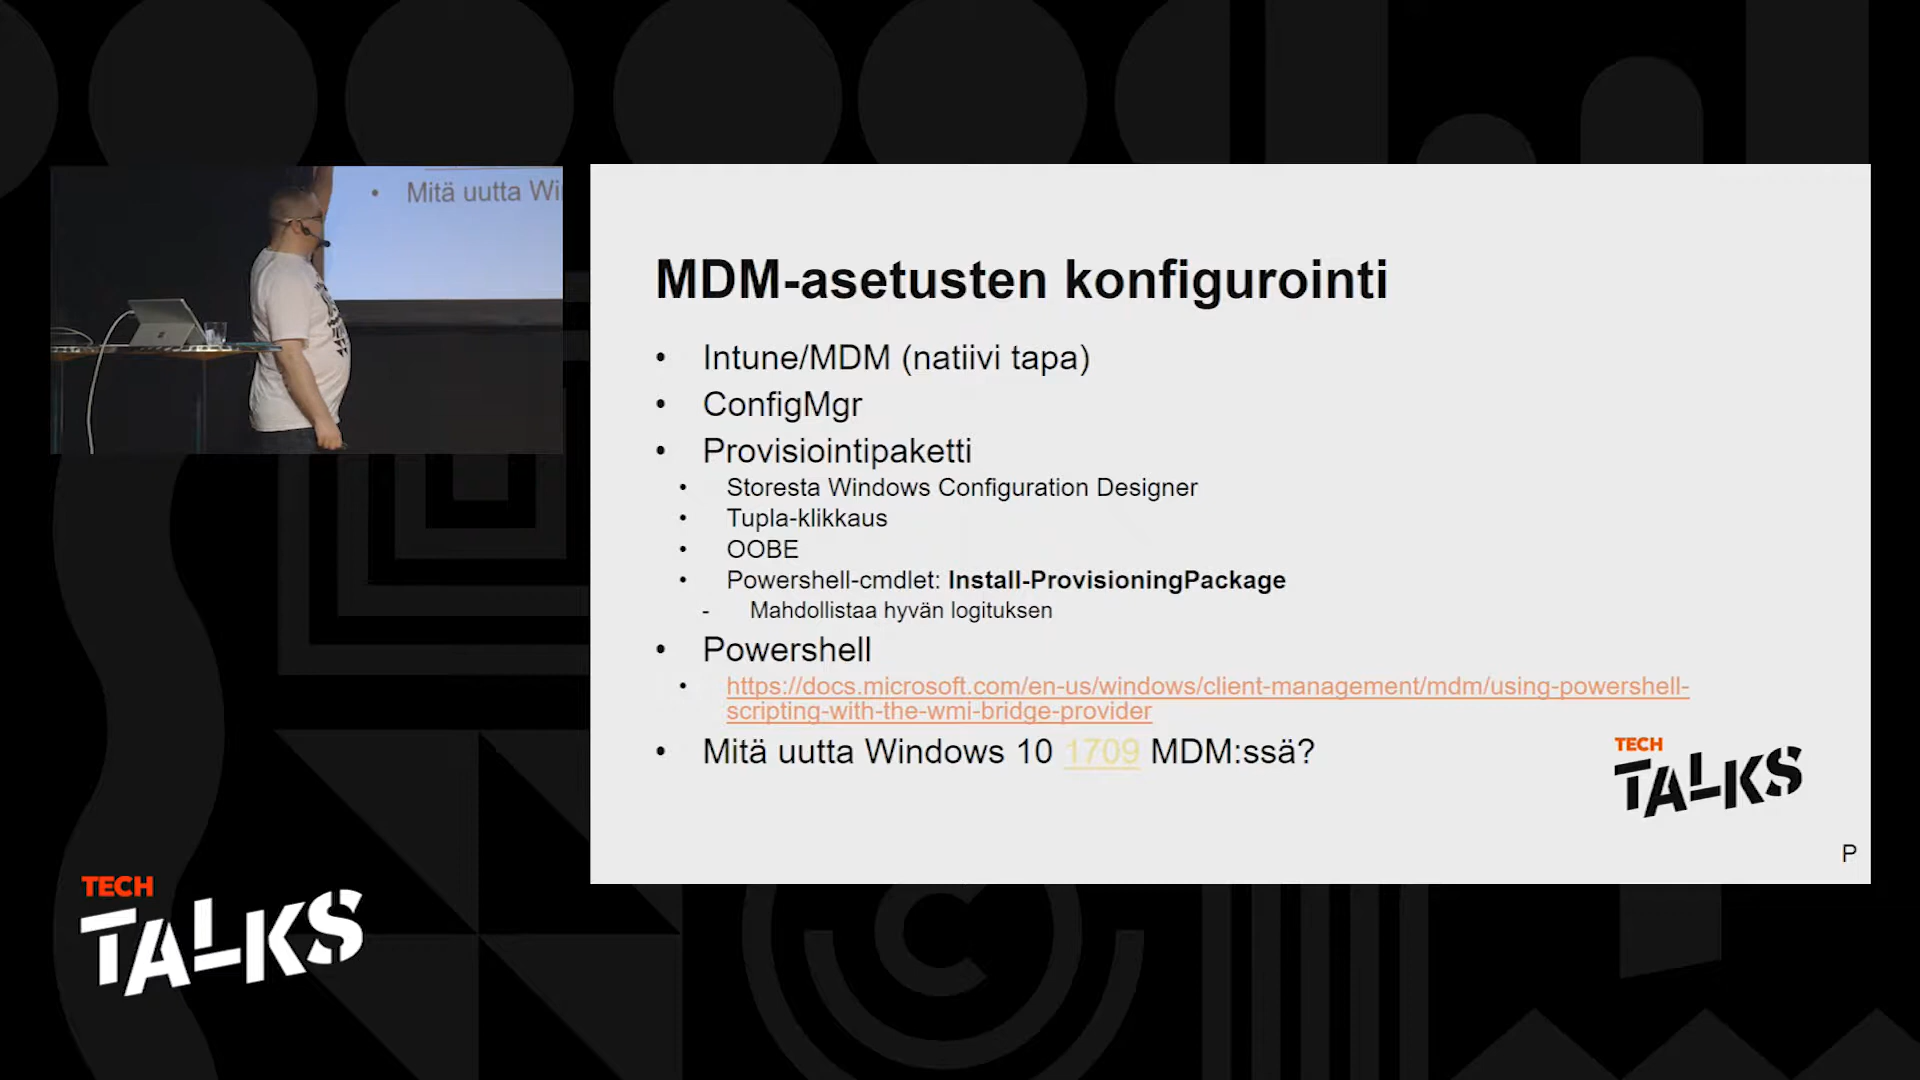 • Mitä uutta Wi
MDM-asetusten konfigurointi
• Intune/MDM (natiivi tapa)
• ConfigMgr
• Provisiointipaketti
• Storesta Windows Configuration Designer
• Tupla-klikkaus
• OOBE
• Powershell-cmdlet: Install-ProvisioningPackage
- Mahdollistaa hyvän logituksen
• Powershell
• https://docs.microsoft.com/en-us/windows/client-management/mdm/using-powershell-
scripting-with-the-wmi-bridge-provider
• Mitä uutta Windows 10 1709 MDM:ssä?
TECH
TALKS
P
TECH
TALKS